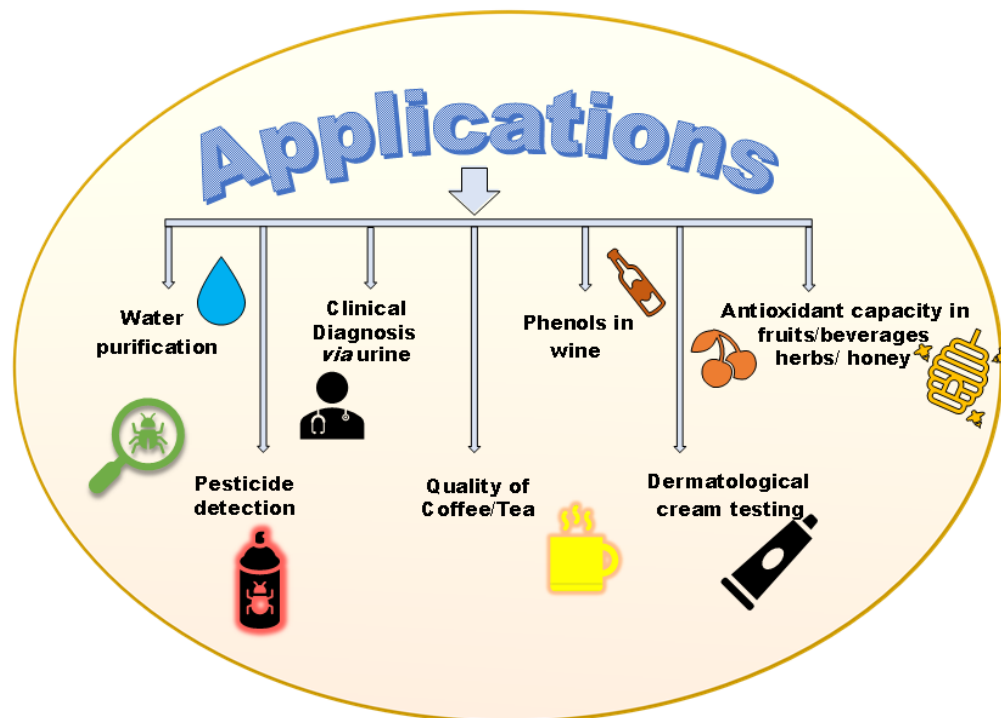 Applications
Water
purification
Clinical
Diagnosis
via urine
Phenols in
wine
Antioxidant capacity in
fruits/beverages
herbs/ honey
Pesticide
detection
Quality of
Coffee/Tea
Dermatological
cream testing